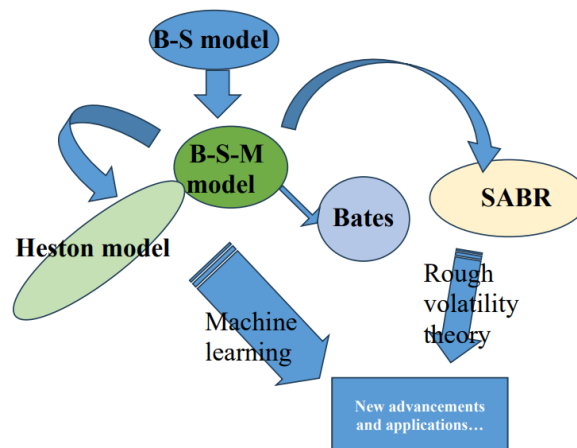 B-S model
B-S-M
model
Heston model
Bates
SABR
Machine
learning
Rough
volatility
theory
New advancements
and applications…